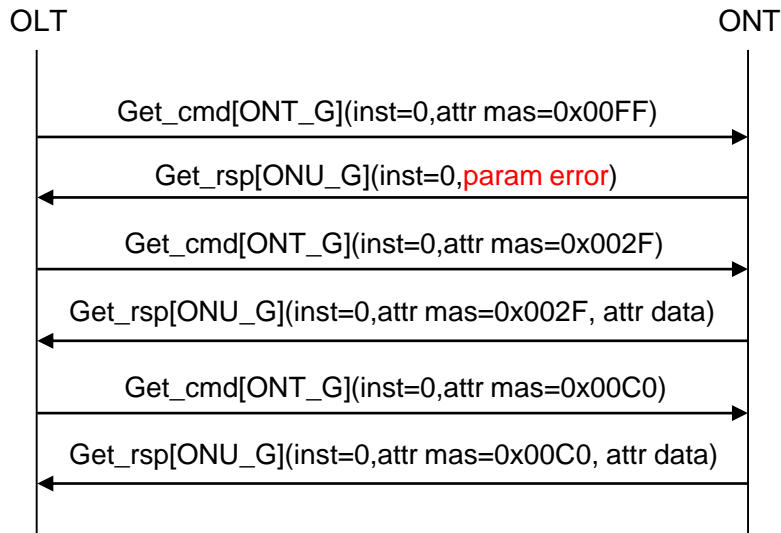 OLT ONT
Get_cmd[ONT_G](inst=0,attr mas=0x00FF)
Get_rsp[ONU_G](inst=0,param error)
Get_cmd[ONT_G](inst=0,attr mas=0x002F)
Get_rsp[ONU_G](inst=0,attr mas=0x002F, attr data)
Get_cmd[ONT_G](inst=0,attr mas=0x00C0)
Get_rsp[ONU_G](inst=0,attr mas=0x00C0, attr data)